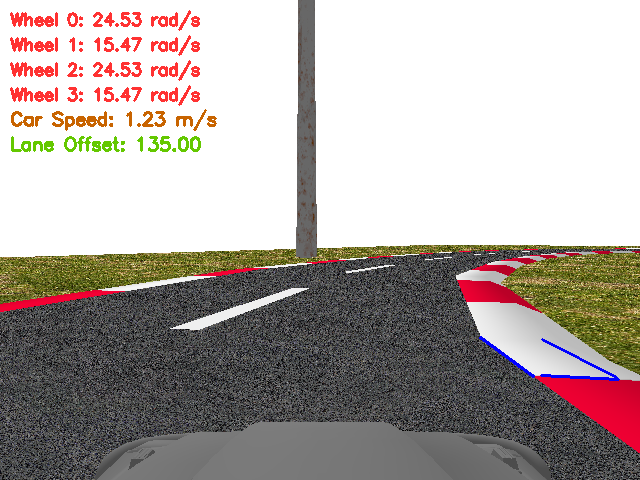 Wheel 0: 24.53 rad/s
Wheel 1: 15.47 rad/s
Wheel 2: 24.53 rad/s
Wheel 3: 15.47 rad/s
Car Speed: 1.23 m/s
Lane Offset: 135.00